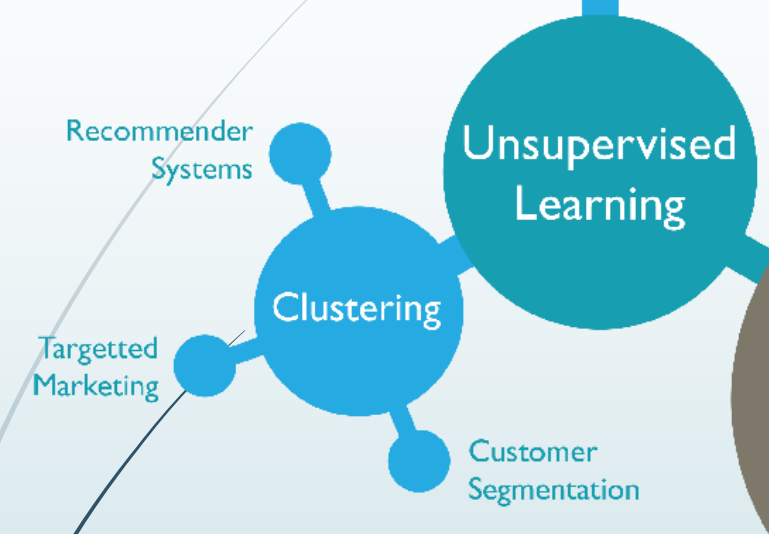 Unsupervised
Learning
Recommender
Systems
Clustering
Targetted
Marketing
Customer
Segmentation